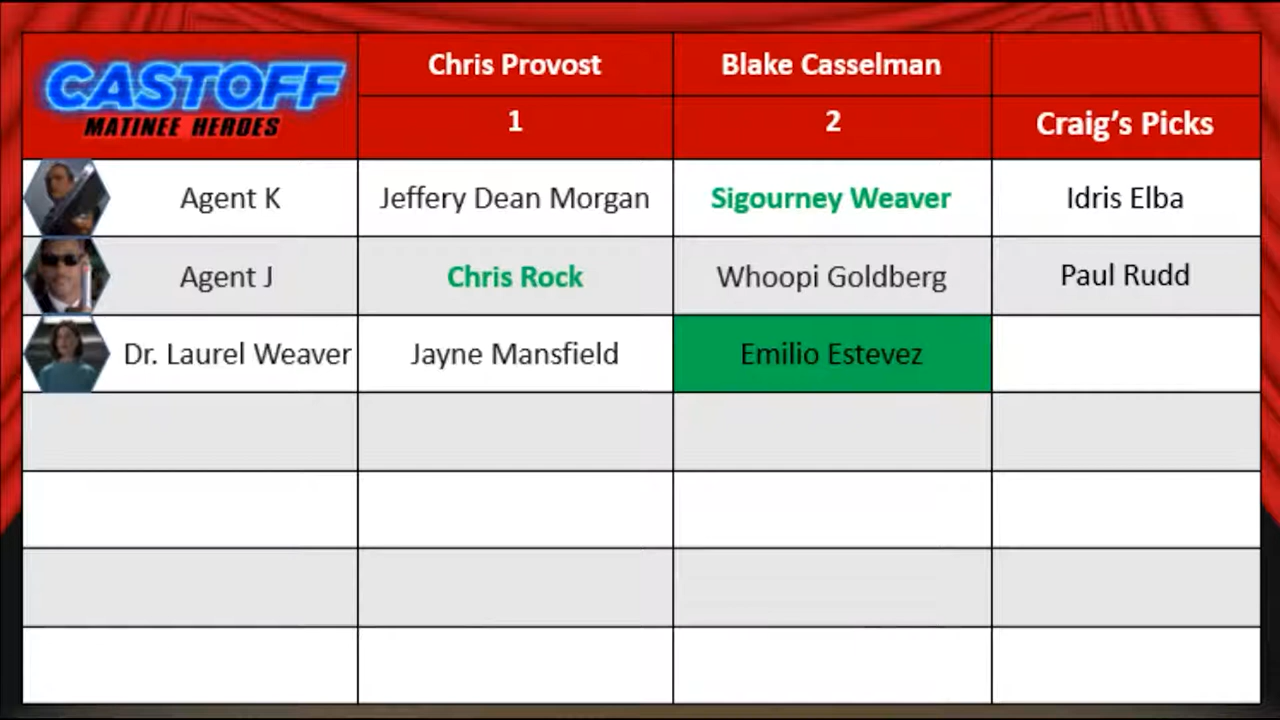 CASTOFF
MATINEE HEROES
Chris Provost
Blake Casselman
1
2
Craig's Picks
Agent K
Jeffery Dean Morgan
Sigourney Weaver
Idris Elba
Agent J
Chris Rock
Whoopi Goldberg
Paul Rudd
Dr. Laurel Weaver
Jayne Mansfield
Emilio Estevez